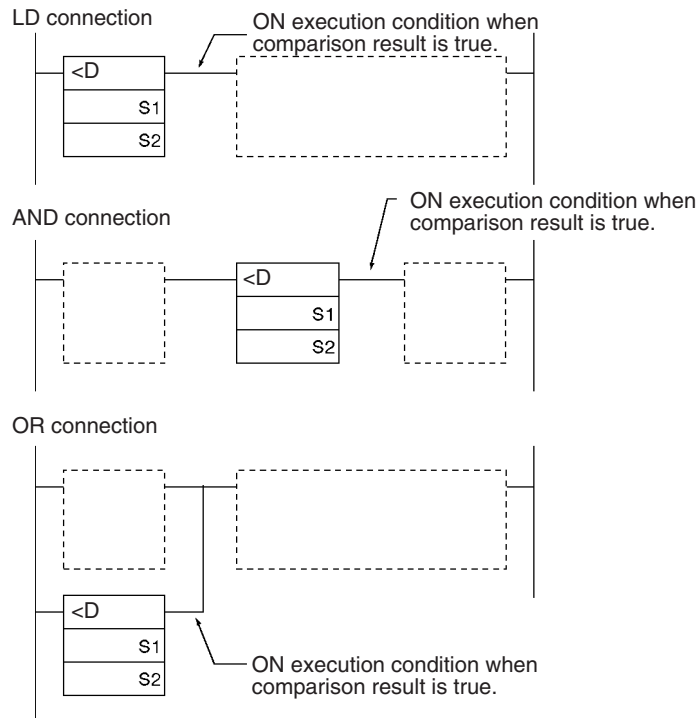 LD connection
ON execution condition when
comparison result is true.
<D
S1
S2
AND connection
ON execution condition when
comparison result is true.
<D
S1
S2
OR connection
<D
S1
S2
ON execution condition when
comparison result is true.